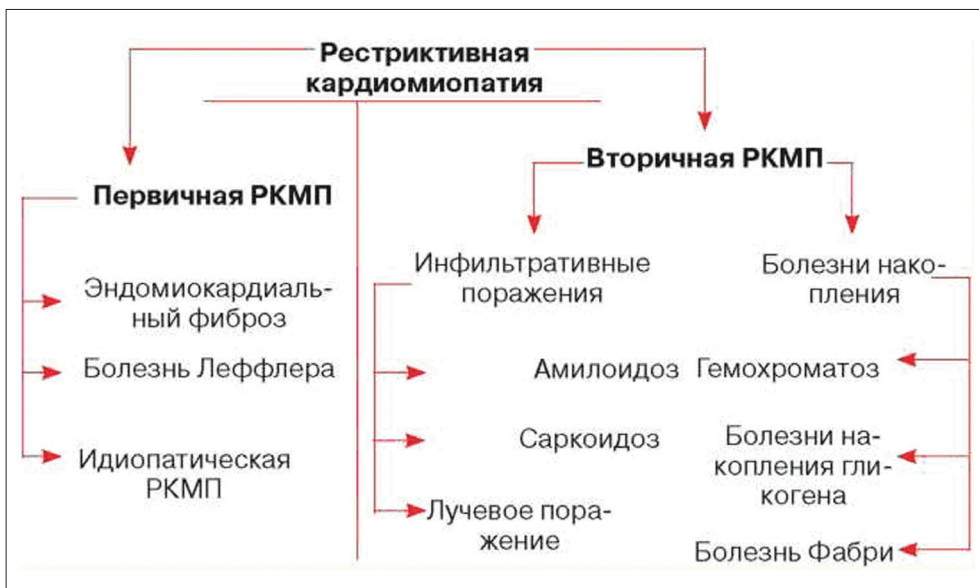 Рестриктивная
кардиомиопатия
Первичная РКМП
Эндомиокардиаль-
ный фиброз
Болезнь Леффлера
Идиопатическая
РКМП
Вторичная РКМП
Инфильтративные
поражения
Амилоидоз
Саркоидоз
Лучевое пора-
жение
Болезни нако-
пления
Гемохроматоз
Болезни на-
копления гли-
когена
Болезнь Фабри